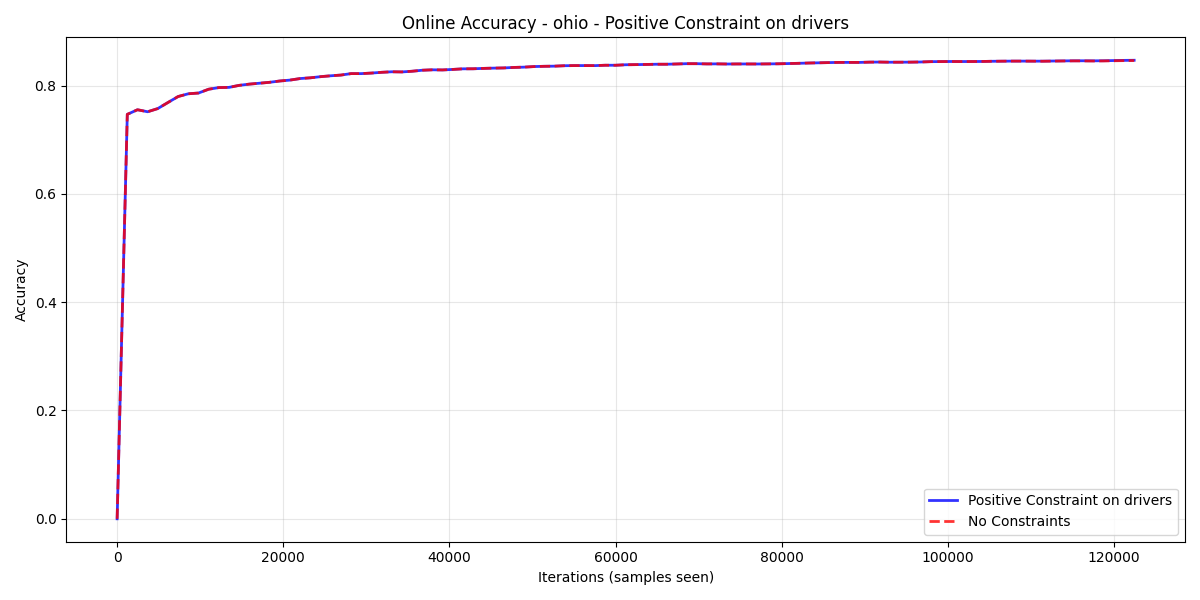 Online Accuracy - ohio - Positive Constraint on drivers
Accuracy
0.8
0.6
0.4
0.2
0.0
0
20000
40000
60000
80000
100000
120000
Iterations (samples seen)
Positive Constraint on drivers
No Constraints